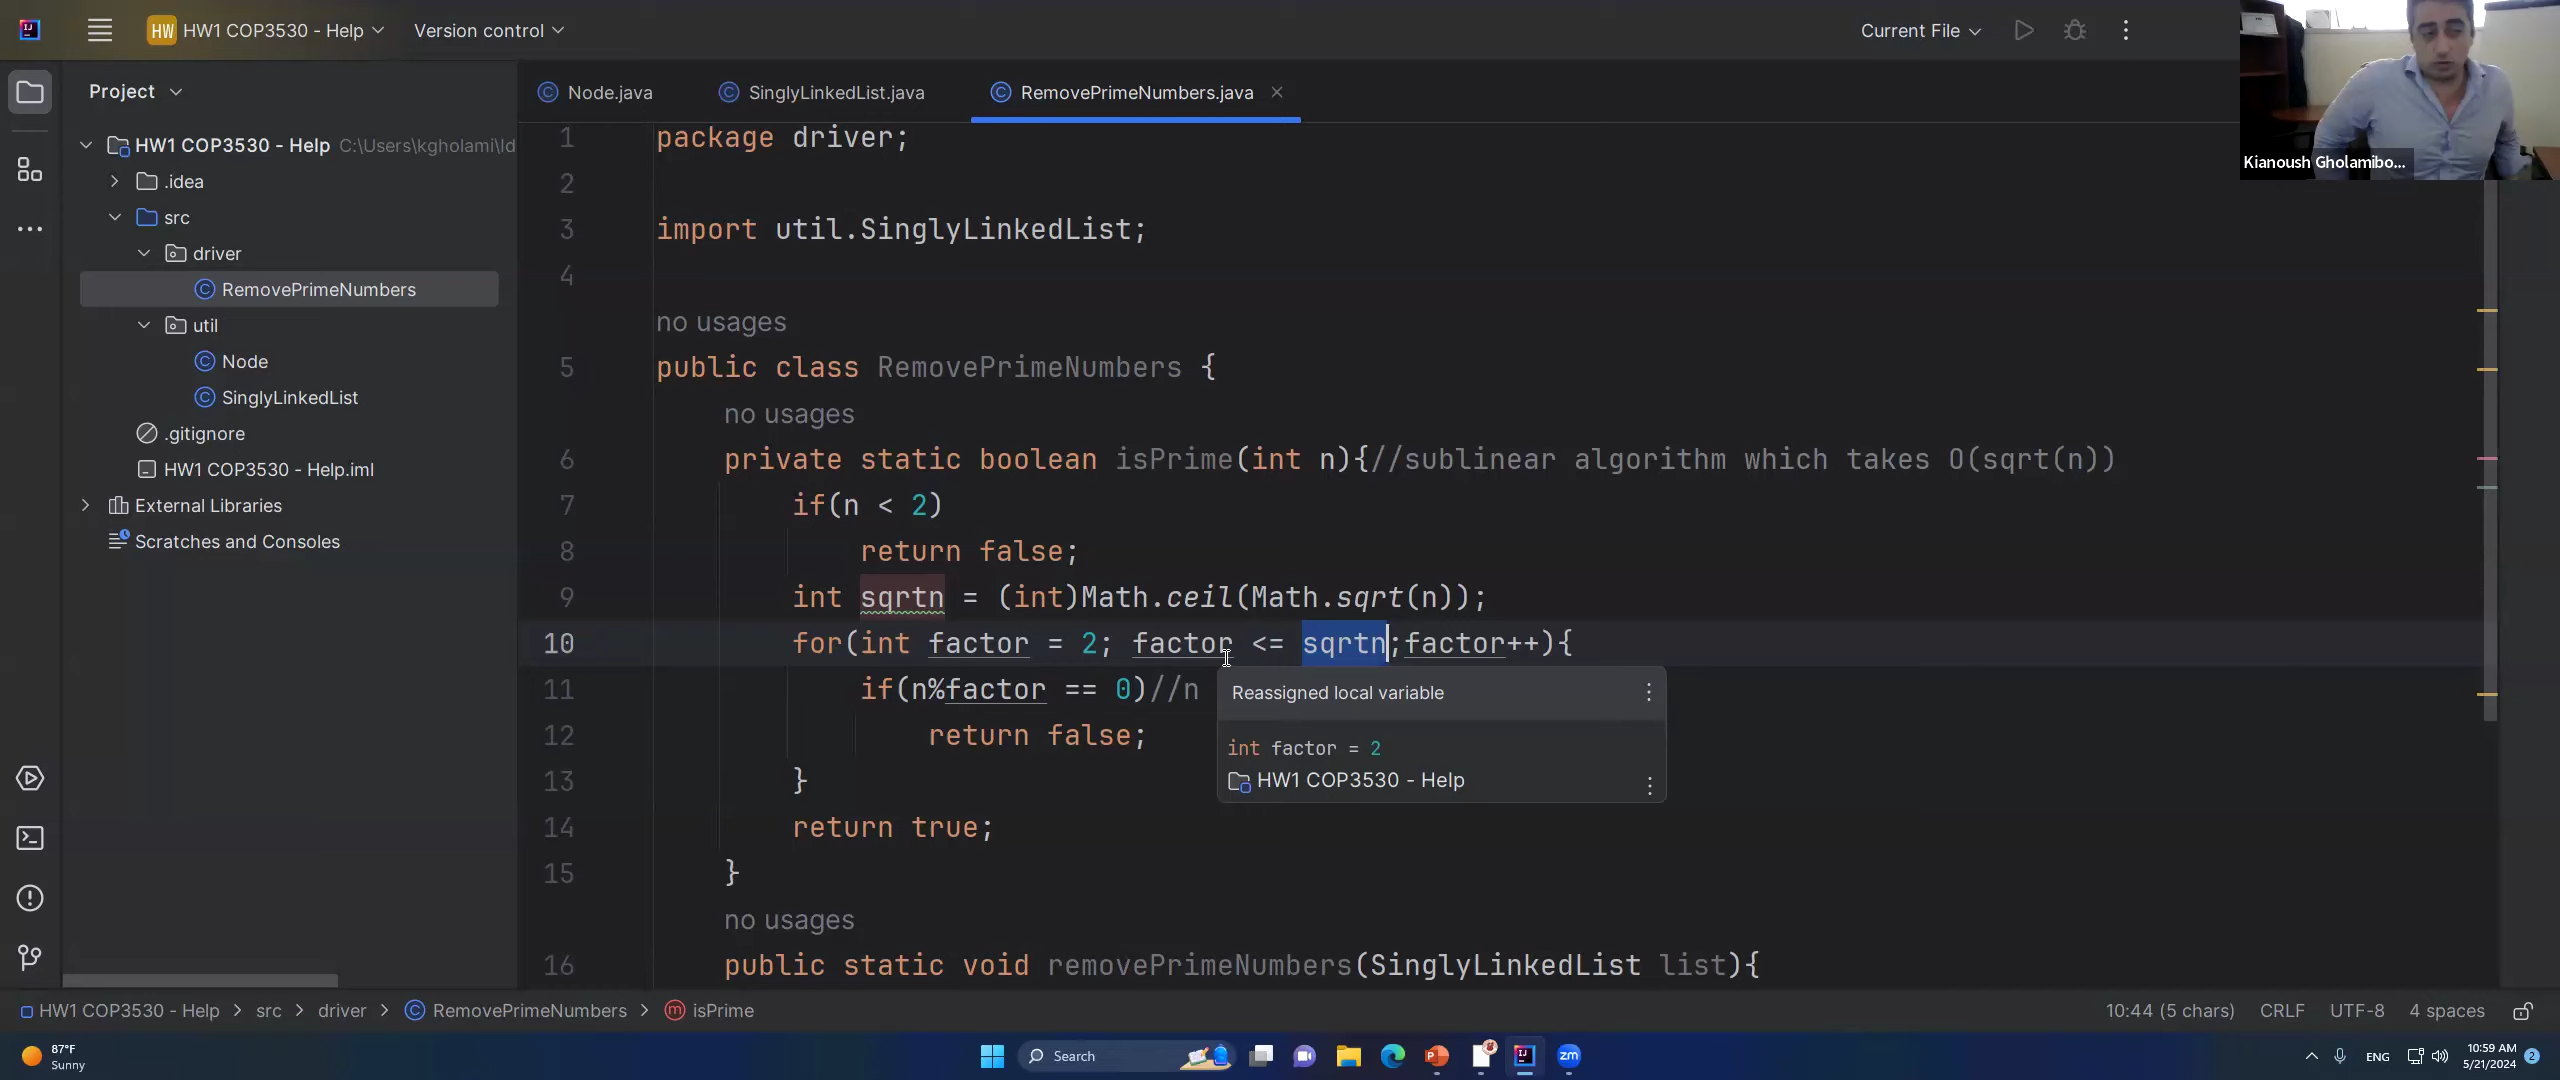 HW HW1 COP3530 - Help Version control Current File
Project
Node.java SinglyLinkedList.java RemovePrimeNumbers.java
Kianoush Gholamibo...
HW1 COP3530 - Help C:\Users\kgholami\Id
.idea
src
driver
RemovePrimeNumbers
util
Node
SinglyLinkedList
.gitignore
HW1 COP3530 - Help.iml
External Libraries
Scratches and Consoles
1 package driver;
2
3 import util.SinglyLinkedList;
4
no usages
5 public class RemovePrimeNumbers {
no usages
6 private static boolean isPrime(int n){//sublinear algorithm which takes O(sqrt(n))
7 if(n < 2)
8 return false;
9 int sqrtn = (int)Math.ceil(Math.sqrt(n));
10 for(int factor = 2; factor <= sqrtn;factor++){
11 if(n%factor == 0)//n
12 return false;
13 }
14 return true;
15 }
no usages
16 public static void removePrimeNumbers(SinglyLinkedList list){
Reassigned local variable
int factor = 2
HW1 COP3530 - Help
HW1 COP3530 - Help > src > driver > RemovePrimeNumbers > isPrime
10:44 (5 chars) CRLF UTF-8 4 spaces
87°F
Sunny
Search
zm
ENG
10:59 AM
5/21/2024
2